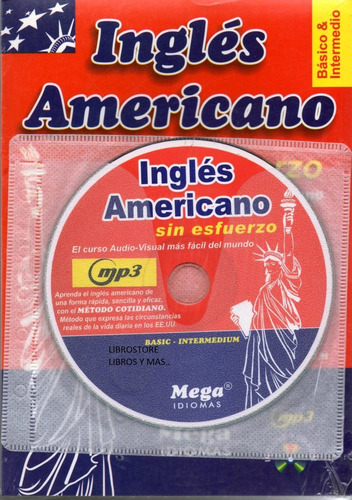 Inglés
Americano
Básico &
Intermedio
Inglés
Americano
sin esfuerzo
El curso Audio-Visual más fácil del mundo
mp3
Aprenda el inglés americano de
una forma rápida, sencilla y eficaz,
con el MÉTODO COTIDIANO.
Método que expresa las circunstancias
reales de la vida diaria en los EE.UU.
BASIC - INTERMEDIUM
LIBROSTORE
LIBROS Y MAS..
Mega®
IDIOMAS
mp3
IDIOMAS